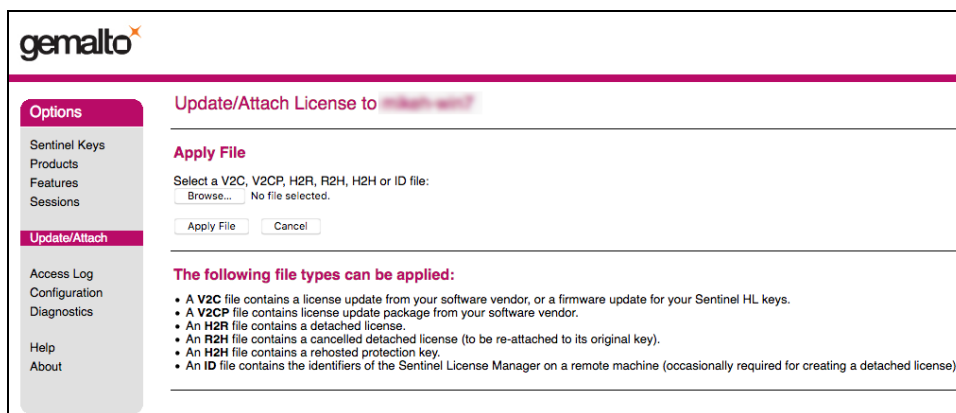 gemalto
Options
Sentinel Keys
Products
Features
Sessions
Update/Attach
Access Log
Configuration
Diagnostics
Help
About
Update/Attach License to
Apply File
Select a V2C, V2CP, H2R, R2H, H2H or ID file:
Browse... No file selected.
Apply File Cancel
The following file types can be applied:
• A V2C file contains a license update from your software vendor, or a firmware update for your Sentinel HL keys.
• A V2CP file contains license update package from your software vendor.
• An H2R file contains a detached license.
• An R2H file contains a cancelled detached license (to be re-attached to its original key).
• An H2H file contains a rehosted protection key.
• An ID file contains the identifiers of the Sentinel License Manager on a remote machine (occasionally required for creating a detached license)